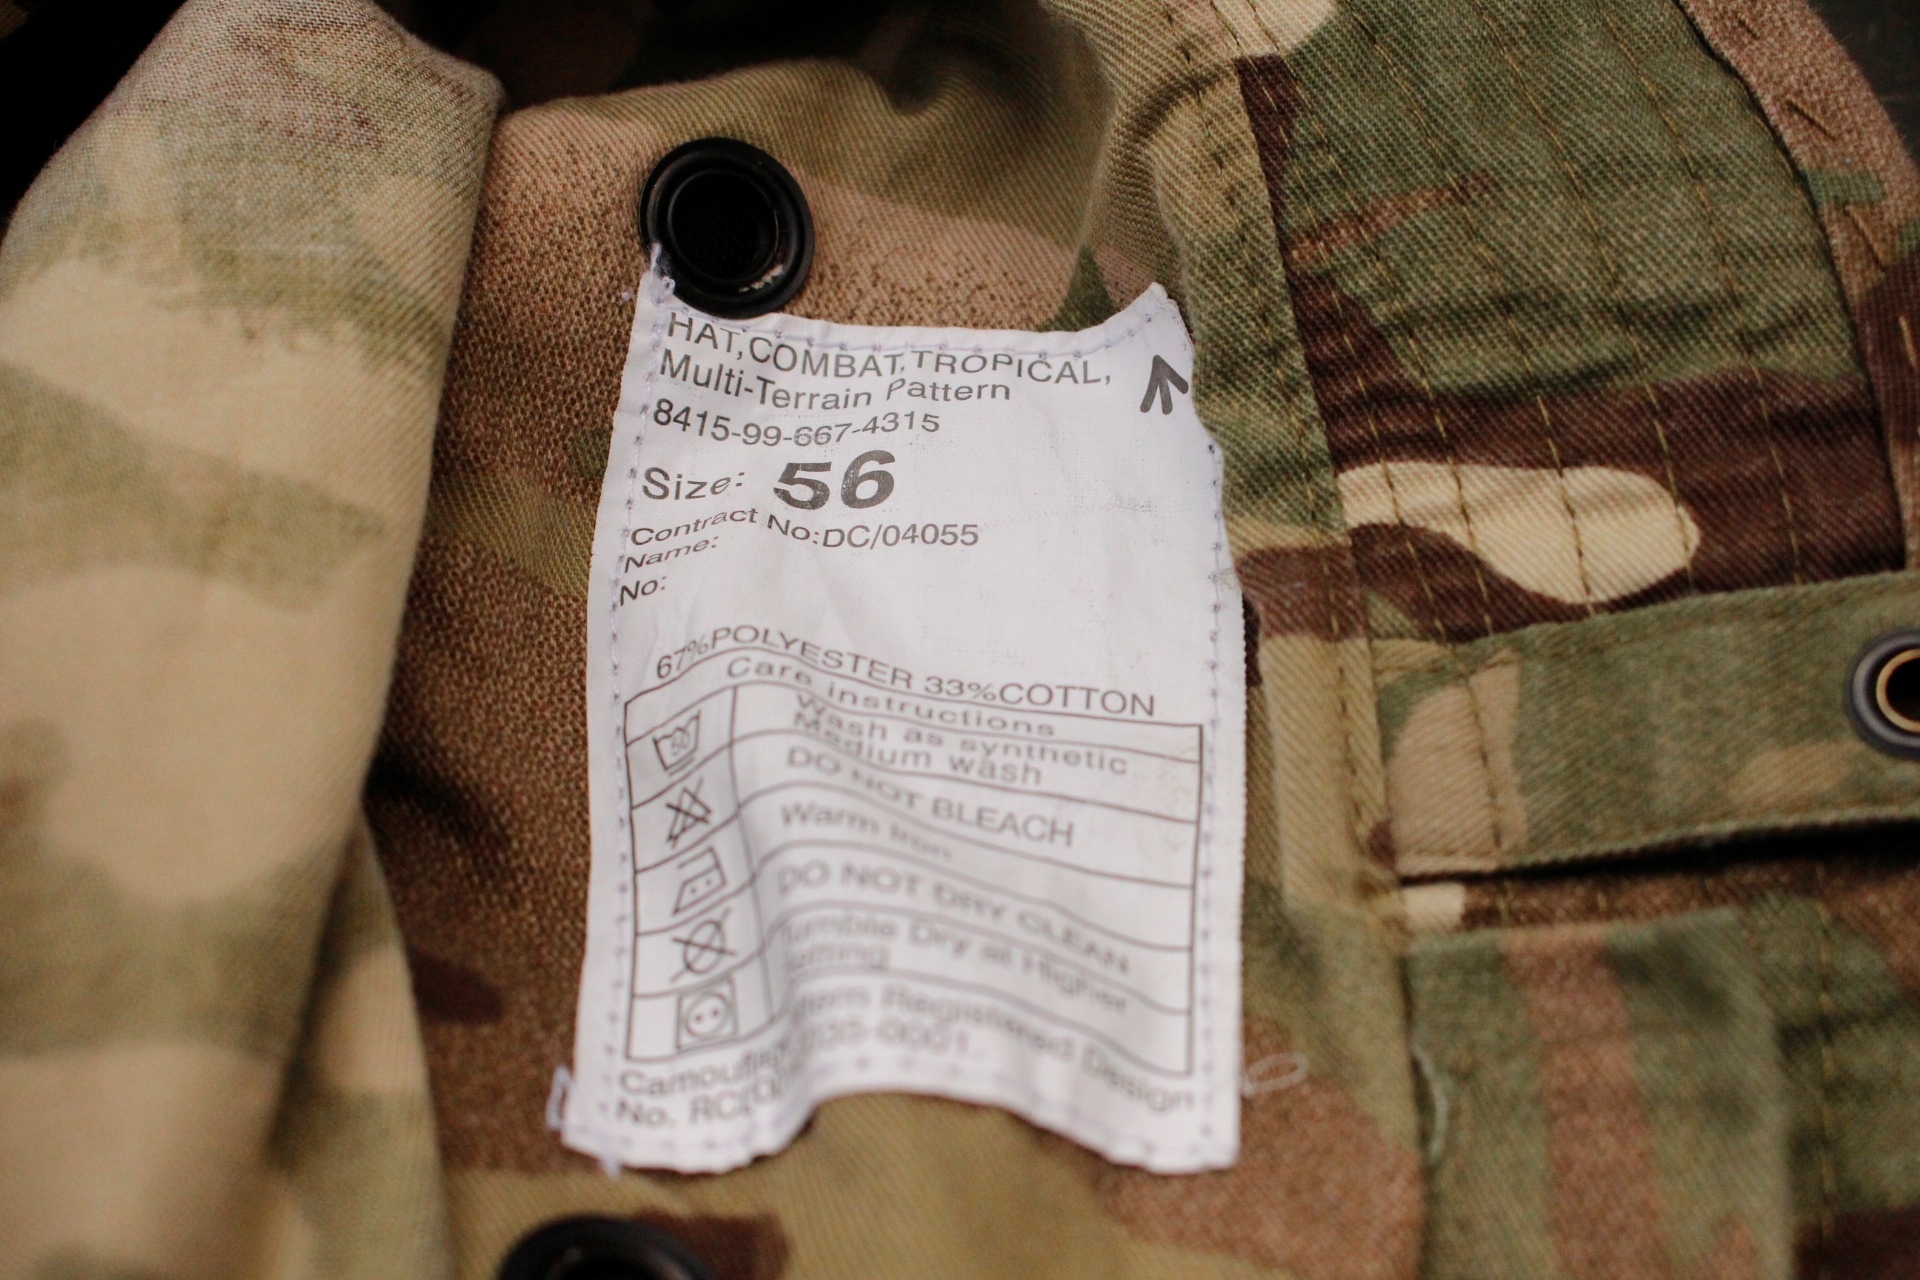 HAT,COMBAT,TROPICAL,
Multi-Terrain Pattern
8415-99-667-4315
Size: 56
Contract No:DC/04055
Name:
No:
67%POLYESTER 33%COTTON
Care instructions
Wash as synthetic
Medium wash
DO NOT BLEACH
Warm iron
DO NOT DRY CLEAN
Tumble Dry at Higher
Registered Design
No.